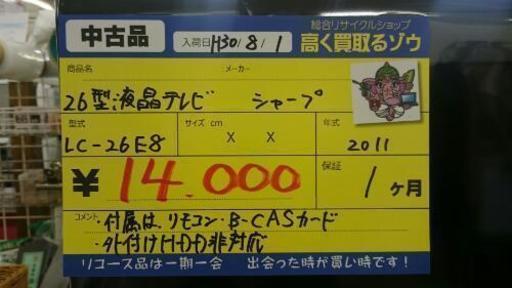 中古品
入荷日 H30/8/1
総合リサイクルショップ
高く買取るゾウ
商品名
メーカー
26型液晶テレビ シャープ
型式
サイズ cm
年式
LC-26E8 X X 2011
¥ 14.000
保証
1ヶ月
コメント
・付属は、リモコン・B-CASカード
・外付けHDD非対応
リユース品は一期一会 出会った時が買い時です!